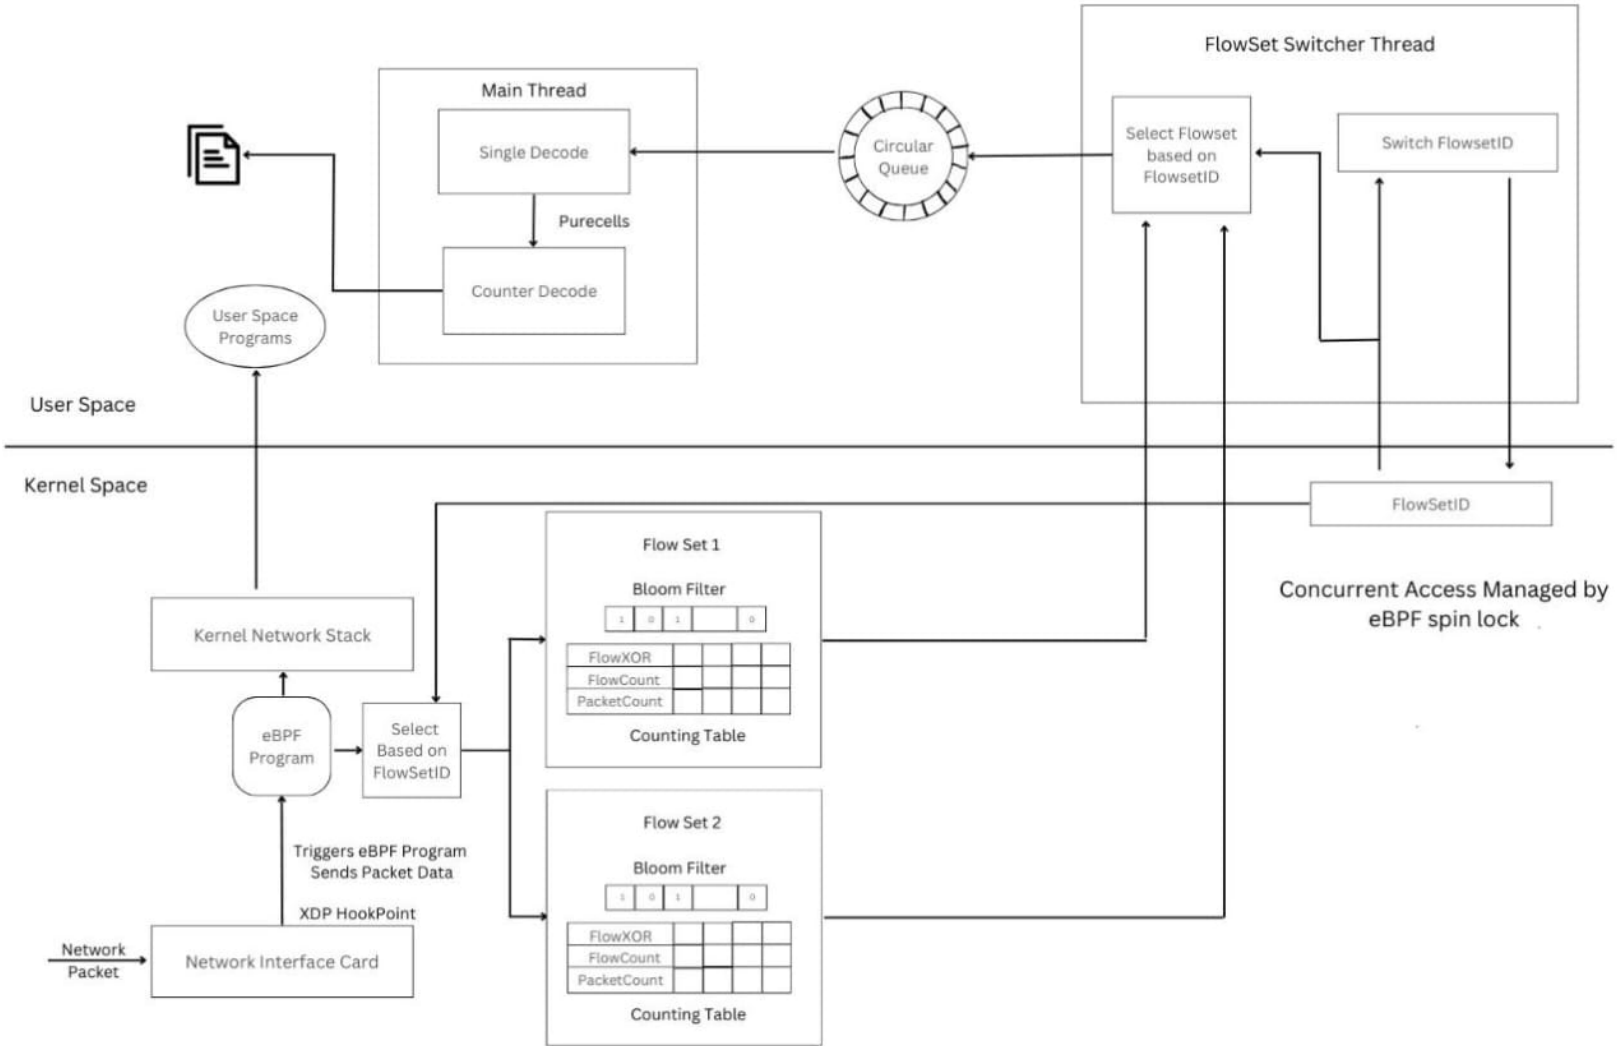 FlowSet Switcher Thread
Main Thread
Single Decode
Purecells
Counter Decode
Circular
Queue
Select Flowset
based on
FlowsetID
Switch FlowsetID
User Space
Programs
User Space
Kernel Space
FlowSetID
Concurrent Access Managed by
eBPF spin lock
Kernel Network Stack
eBPF
Program
Select
Based on
FlowSetID
Triggers eBPF Program
Sends Packet Data
XDP HookPoint
Network
Packet
Network Interface Card
Flow Set 1
Bloom Filter
1 0 1 0
FlowXOR
FlowCount
PacketCount
Counting Table
Flow Set 2
Bloom Filter
1 0 1 0
FlowXOR
FlowCount
PacketCount
Counting Table